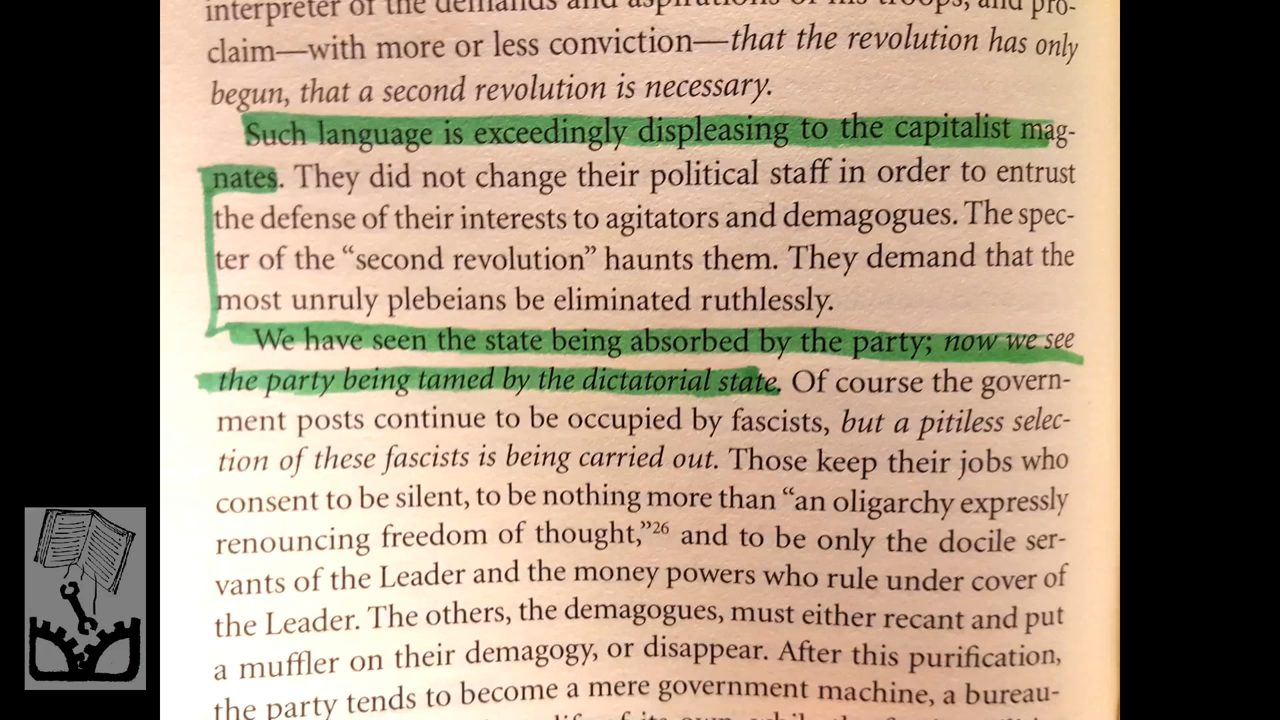 interpreter of the demands and aspirations of his troops, and pro-
claim—with more or less conviction—that the revolution has only
begun, that a second revolution is necessary.
Such language is exceedingly displeasing to the capitalist mag-
nates. They did not change their political staff in order to entrust
the defense of their interests to agitators and demagogues. The spec-
ter of the “second revolution” haunts them. They demand that the
most unruly plebeians be eliminated ruthlessly.
We have seen the state being absorbed by the party; now we see
the party being tamed by the dictatorial state. Of course the govern-
ment posts continue to be occupied by fascists, but a pitiless selec-
tion of these fascists is being carried out. Those keep their jobs who
consent to be silent, to be nothing more than “an oligarchy expressly
renouncing freedom of thought,”26 and to be only the docile ser-
vants of the Leader and the money powers who rule under cover of
the Leader. The others, the demagogues, must either recant and put
a muffler on their demagogy, or disappear. After this purification,
the party tends to become a mere government machine, a bureau-